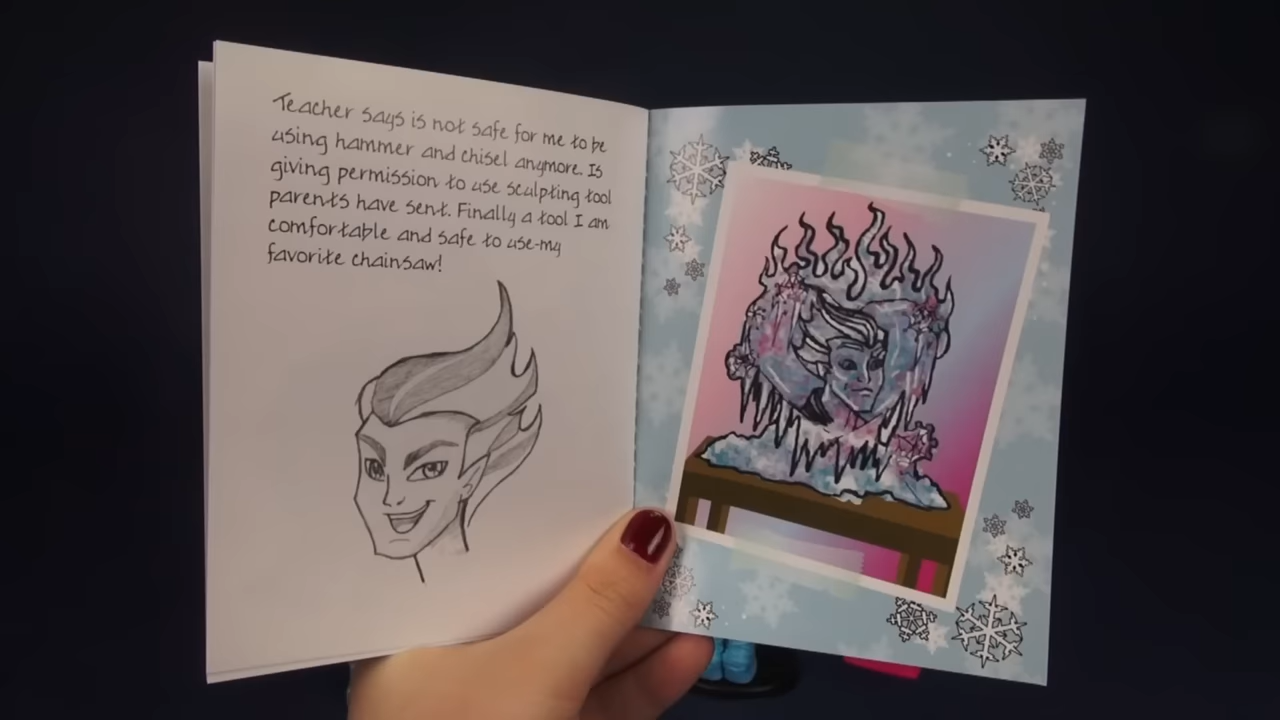 Teacher says is not safe for me to be
using hammer and chisel anymore. Is
giving permission to use sculpting tool
parents have sent. Finally a tool I am
comfortable and safe to use-my
favorite chainsaw!